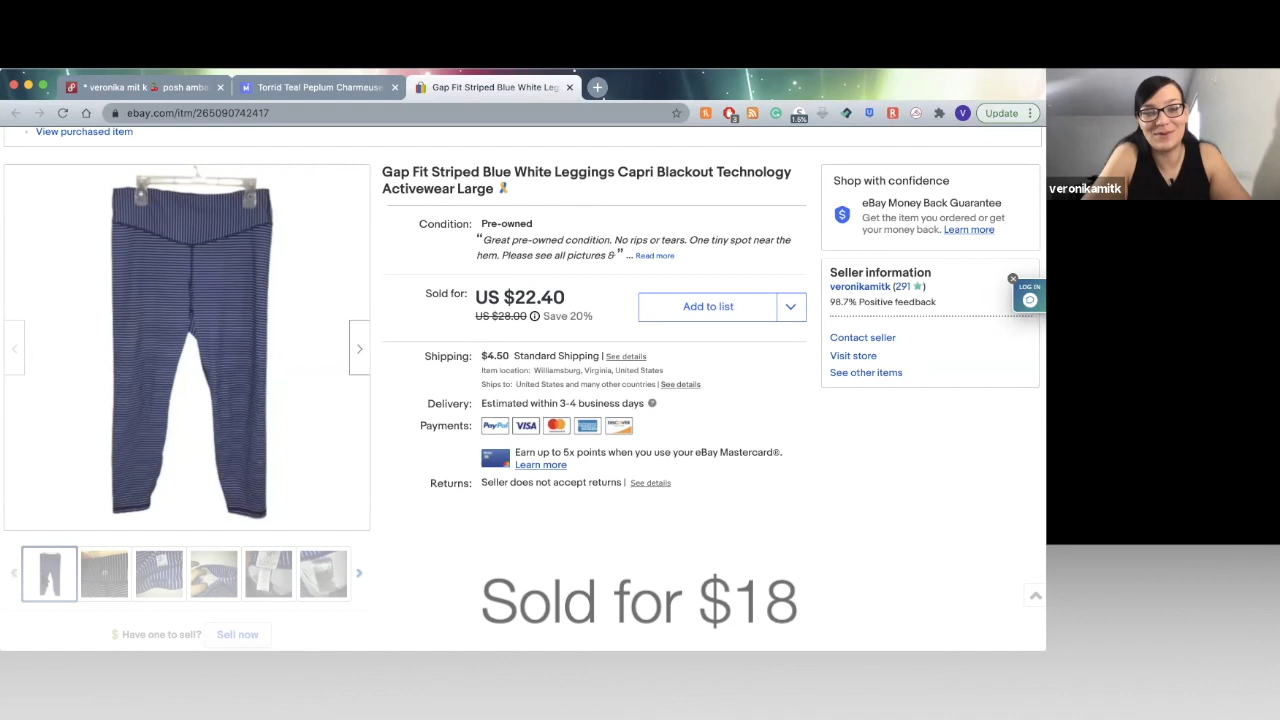 * veronika mit k 🍒 posh amba
Torrid Teal Peplum Charmeuse
Gap Fit Striped Blue White Leg
ebay.com/item/265090742417
2
1.5%
V
Update
View purchased item
Gap Fit Striped Blue White Leggings Capri Blackout Technology
Activewear Large
Condition: Pre-owned
“Great pre-owned condition. No rips or tears. One tiny spot near the
hem. Please see all pictures &” ... Read more
Sold for: US $22.40
US $28.00 Save 20%
Add to list
Shipping: $4.50 Standard Shipping | See details
Item location: Williamsburg, Virginia, United States
Ships to: United States and many other countries | See details
Delivery: Estimated within 3-4 business days
Payments: PayPal VISA DISCOVER
Earn up to 5x points when you use your eBay Mastercard®.
Learn more
Returns: Seller does not accept returns | See details
Shop with confidence
eBay Money Back Guarantee
Get the item you ordered or get
your money back. Learn more
Seller information
veronikamitk (291)
98.7% Positive feedback
Contact seller
Visit store
See other items
LOG IN
veronikamitk
Sold for $18
Have one to sell? Sell now